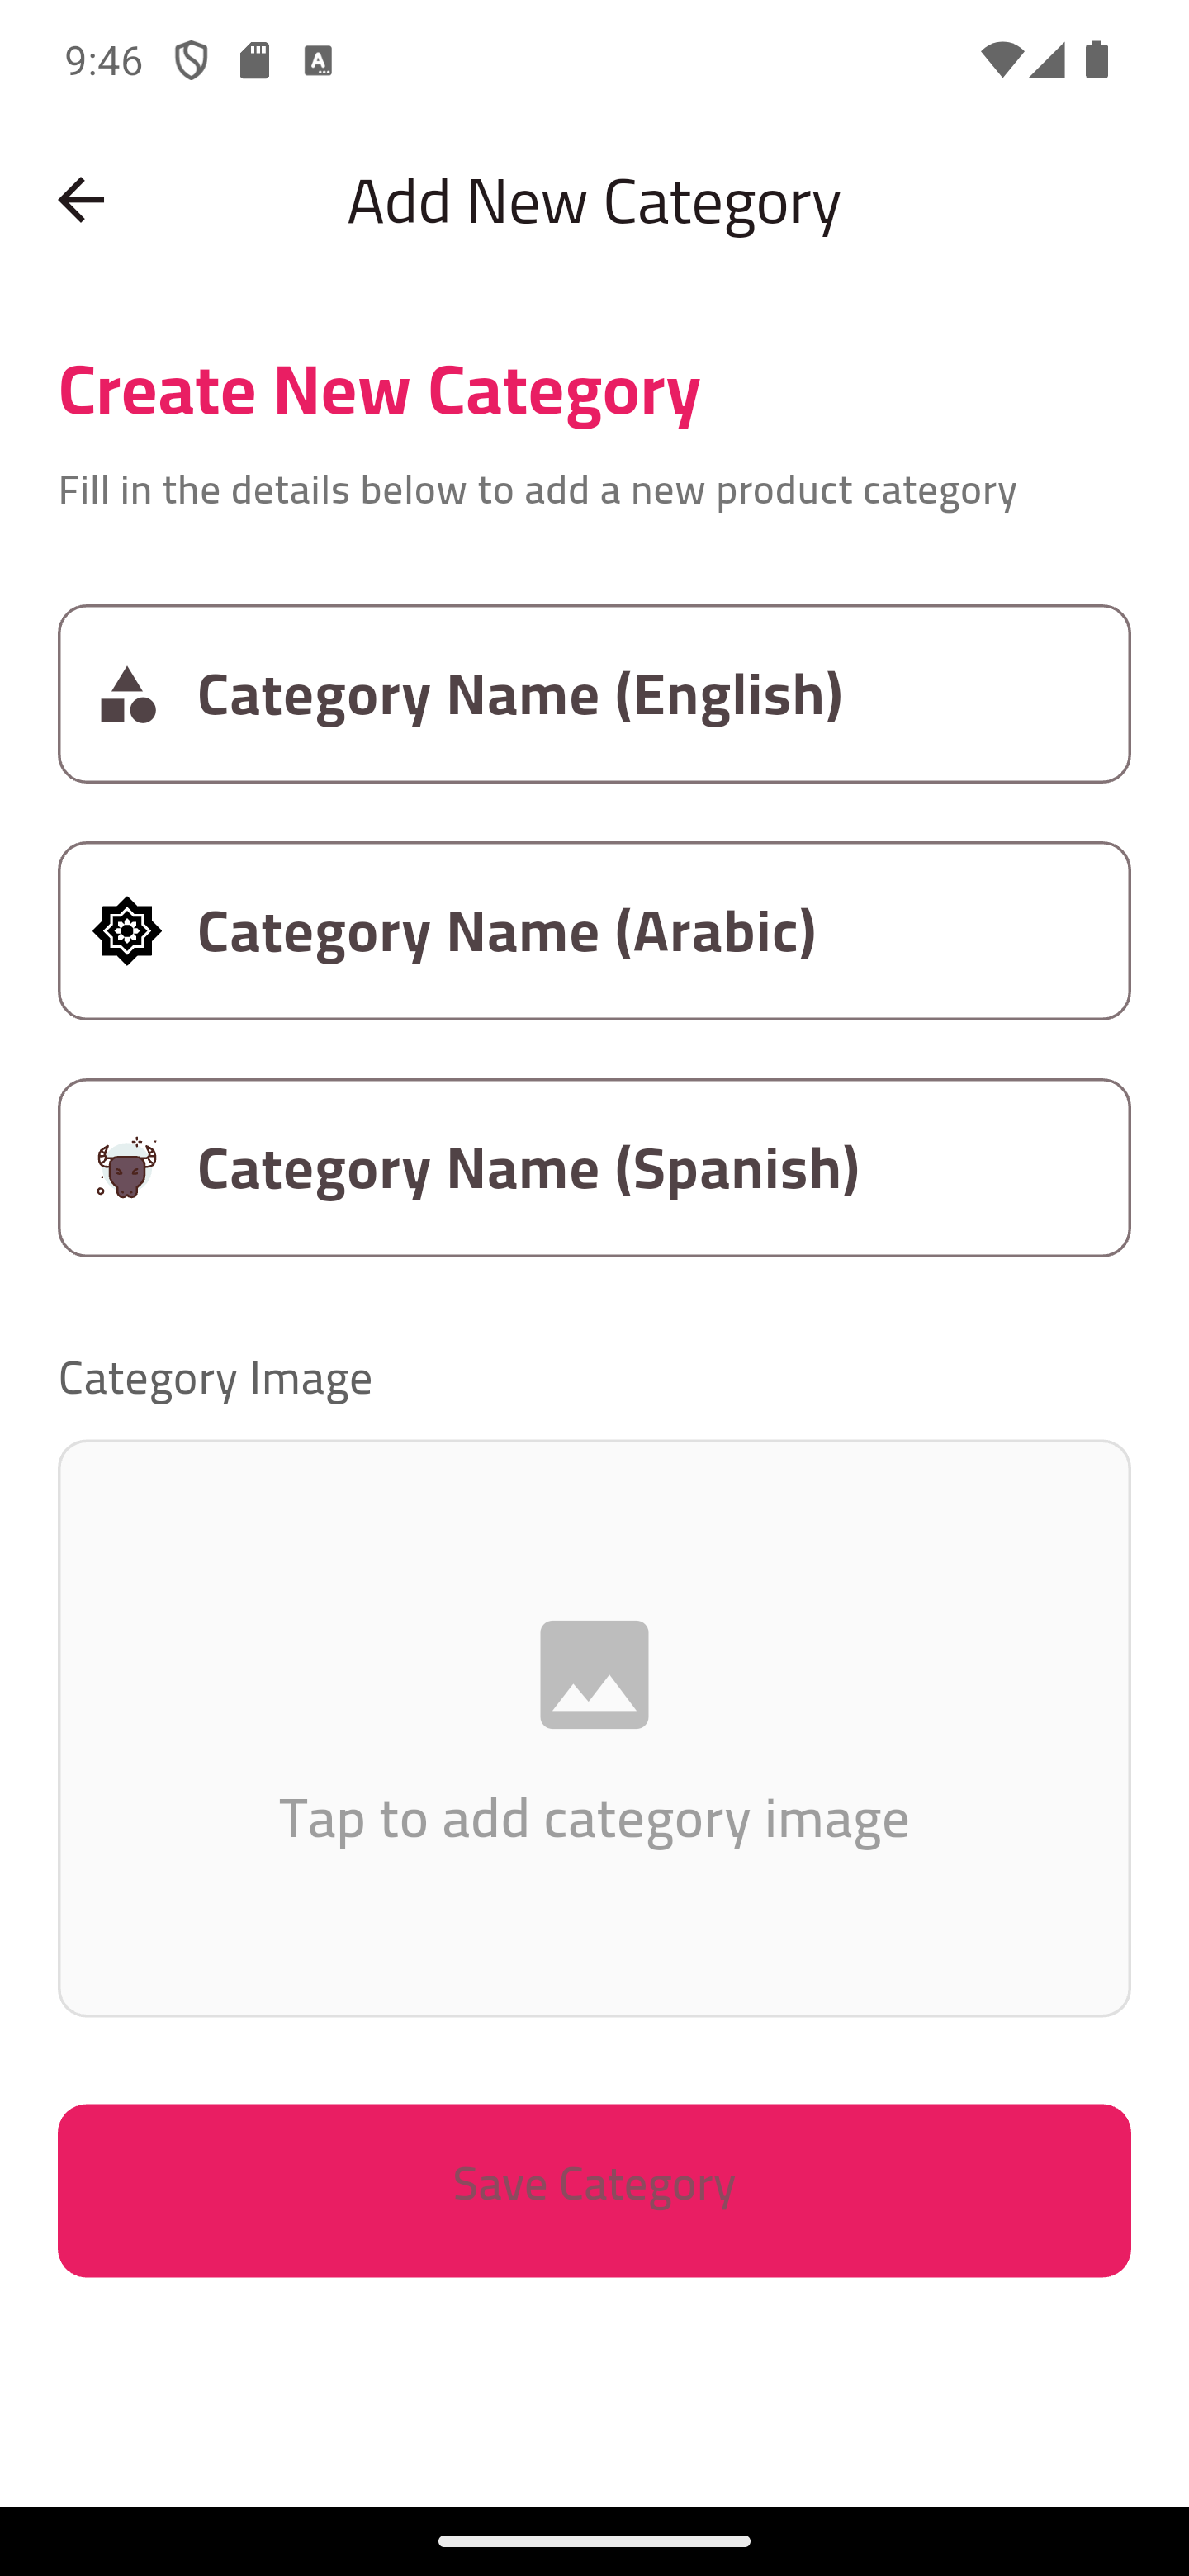 9:46
Add New Category
Create New Category
Fill in the details below to add a new product category
Category Name (English)
Category Name (Arabic)
Category Name (Spanish)
Category Image
Tap to add category image
Save Category